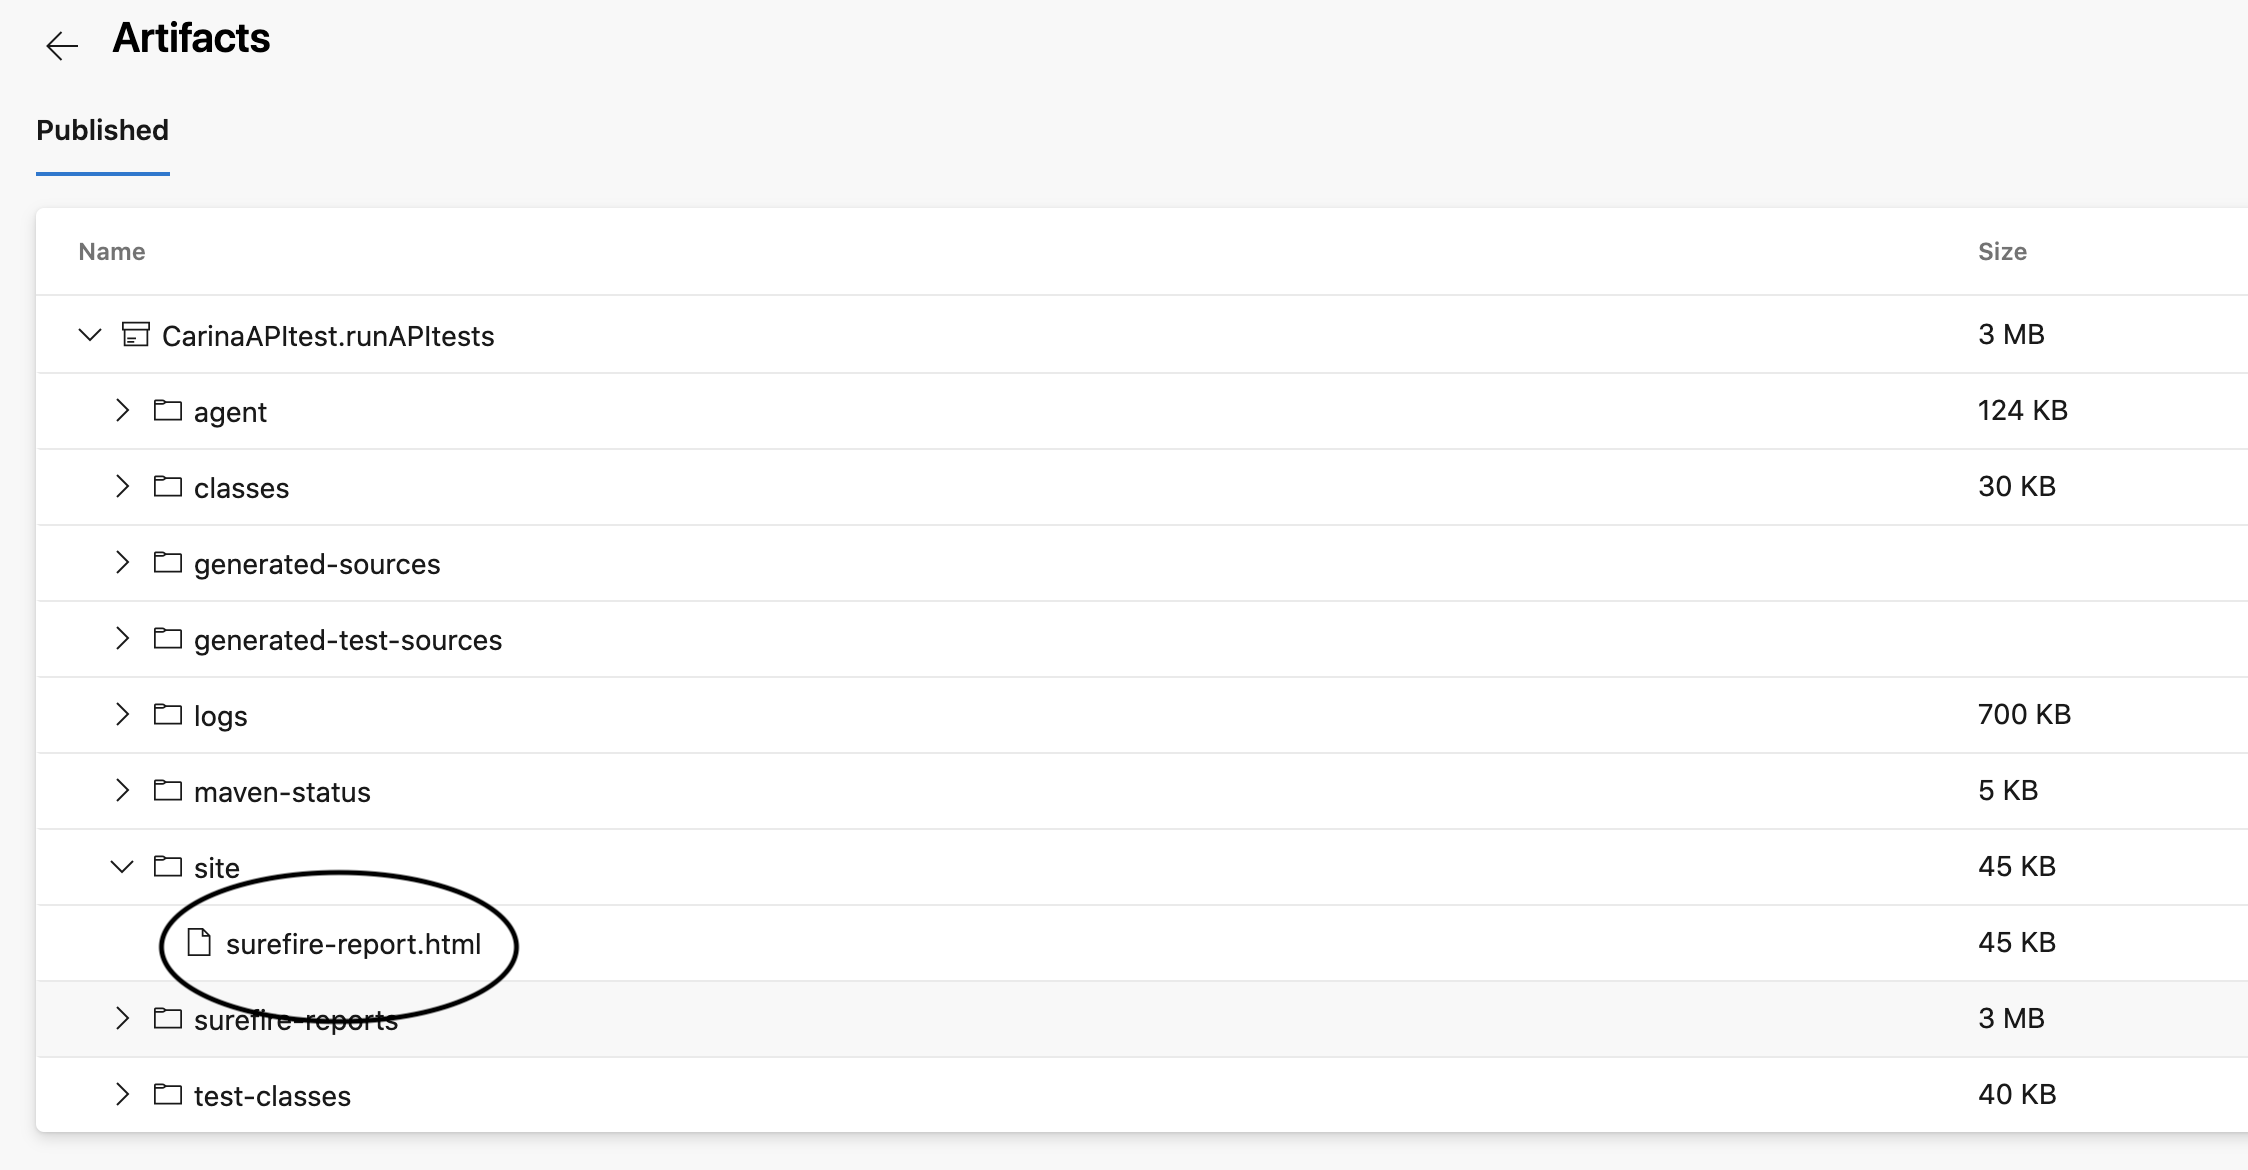 Artifacts
Published
Name Size
CarinaAPItest.runAPItests 3 MB
agent 124 KB
classes 30 KB
generated-sources
generated-test-sources
logs 700 KB
maven-status 5 KB
site 45 KB
surefire-report.html 45 KB
surefire-reports 3 MB
test-classes 40 KB